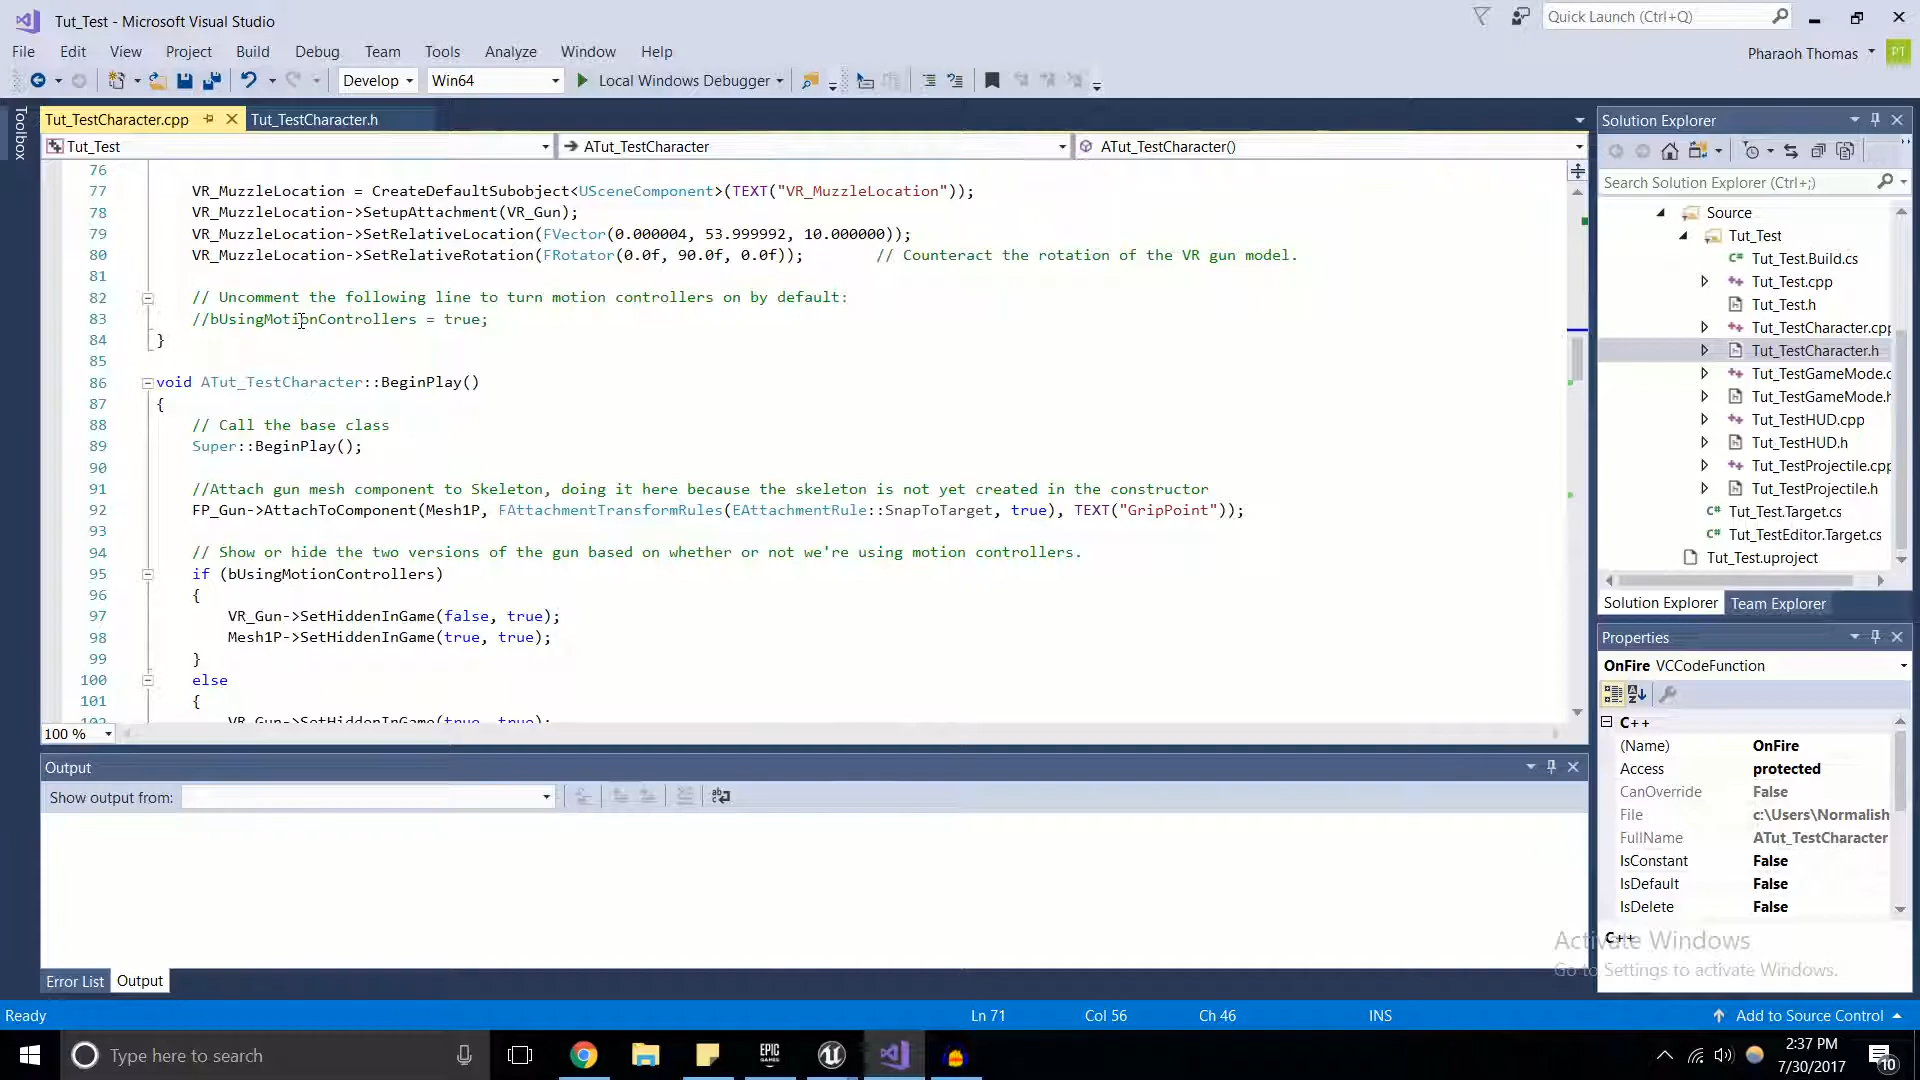 Tut_Test - Microsoft Visual Studio
Quick Launch (Ctrl+Q)
File Edit View Project Build Debug Team Tools Analyze Window Help
Pharaoh Thomas
PT
Develop
Win64
Local Windows Debugger
Toolbox
Tut_TestCharacter.cpp
Tut_TestCharacter.h
Tut_Test
ATut_TestCharacter
ATut_TestCharacter()
76
77 VR_MuzzleLocation = CreateDefaultSubobject<USceneComponent>(TEXT("VR_MuzzleLocation"));
78 VR_MuzzleLocation->SetupAttachment(VR_Gun);
79 VR_MuzzleLocation->SetRelativeLocation(FVector(0.000004, 53.999992, 10.000000));
80 VR_MuzzleLocation->SetRelativeRotation(FRotator(0.0f, 90.0f, 0.0f)); // Counteract the rotation of the VR gun model.
81
82 // Uncomment the following line to turn motion controllers on by default:
83 //bUsingMotionControllers = true;
84 }
85
86 void ATut_TestCharacter::BeginPlay()
87 {
88 // Call the base class
89 Super::BeginPlay();
90
91 //Attach gun mesh component to Skeleton, doing it here because the skeleton is not yet created in the constructor
92 FP_Gun->AttachToComponent(Mesh1P, FAttachmentTransformRules(EAttachmentRule::SnapToTarget, true), TEXT("GripPoint"));
93
94 // Show or hide the two versions of the gun based on whether or not we're using motion controllers.
95 if (bUsingMotionControllers)
96 {
97 VR_Gun->SetHiddenInGame(false, true);
98 Mesh1P->SetHiddenInGame(true, true);
99 }
100 else
101 {
102 VR_Gun->SetHiddenInGame(true, true);
100 %
Output
Show output from:
Error List
Output
Solution Explorer
Search Solution Explorer (Ctrl+;)
Source
Tut_Test
Tut_Test.Build.cs
Tut_Test.cpp
Tut_Test.h
Tut_TestCharacter.cpp
Tut_TestCharacter.h
Tut_TestGameMode.c
Tut_TestGameMode.h
Tut_TestHUD.cpp
Tut_TestHUD.h
Tut_TestProjectile.cpp
Tut_TestProjectile.h
Tut_Test.Target.cs
Tut_TestEditor.Target.cs
Tut_Test.uproject
Solution Explorer
Team Explorer
Properties
OnFire VCCodeFunction
C++
(Name) OnFire
Access protected
CanOverride False
File c:\Users\Normalish
FullName ATut_TestCharacter
IsConstant False
IsDefault False
IsDelete False
C++
Activate Windows
Go to Settings to activate Windows.
Ready
Ln 71
Col 56
Ch 46
INS
Add to Source Control
Type here to search
EPIC
GAMES
2:37 PM
7/30/2017
10